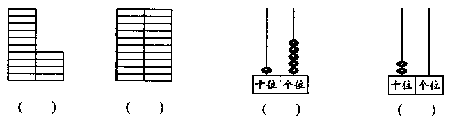 十位 个位 十位 个位
( ) ( ) ( ) ( )